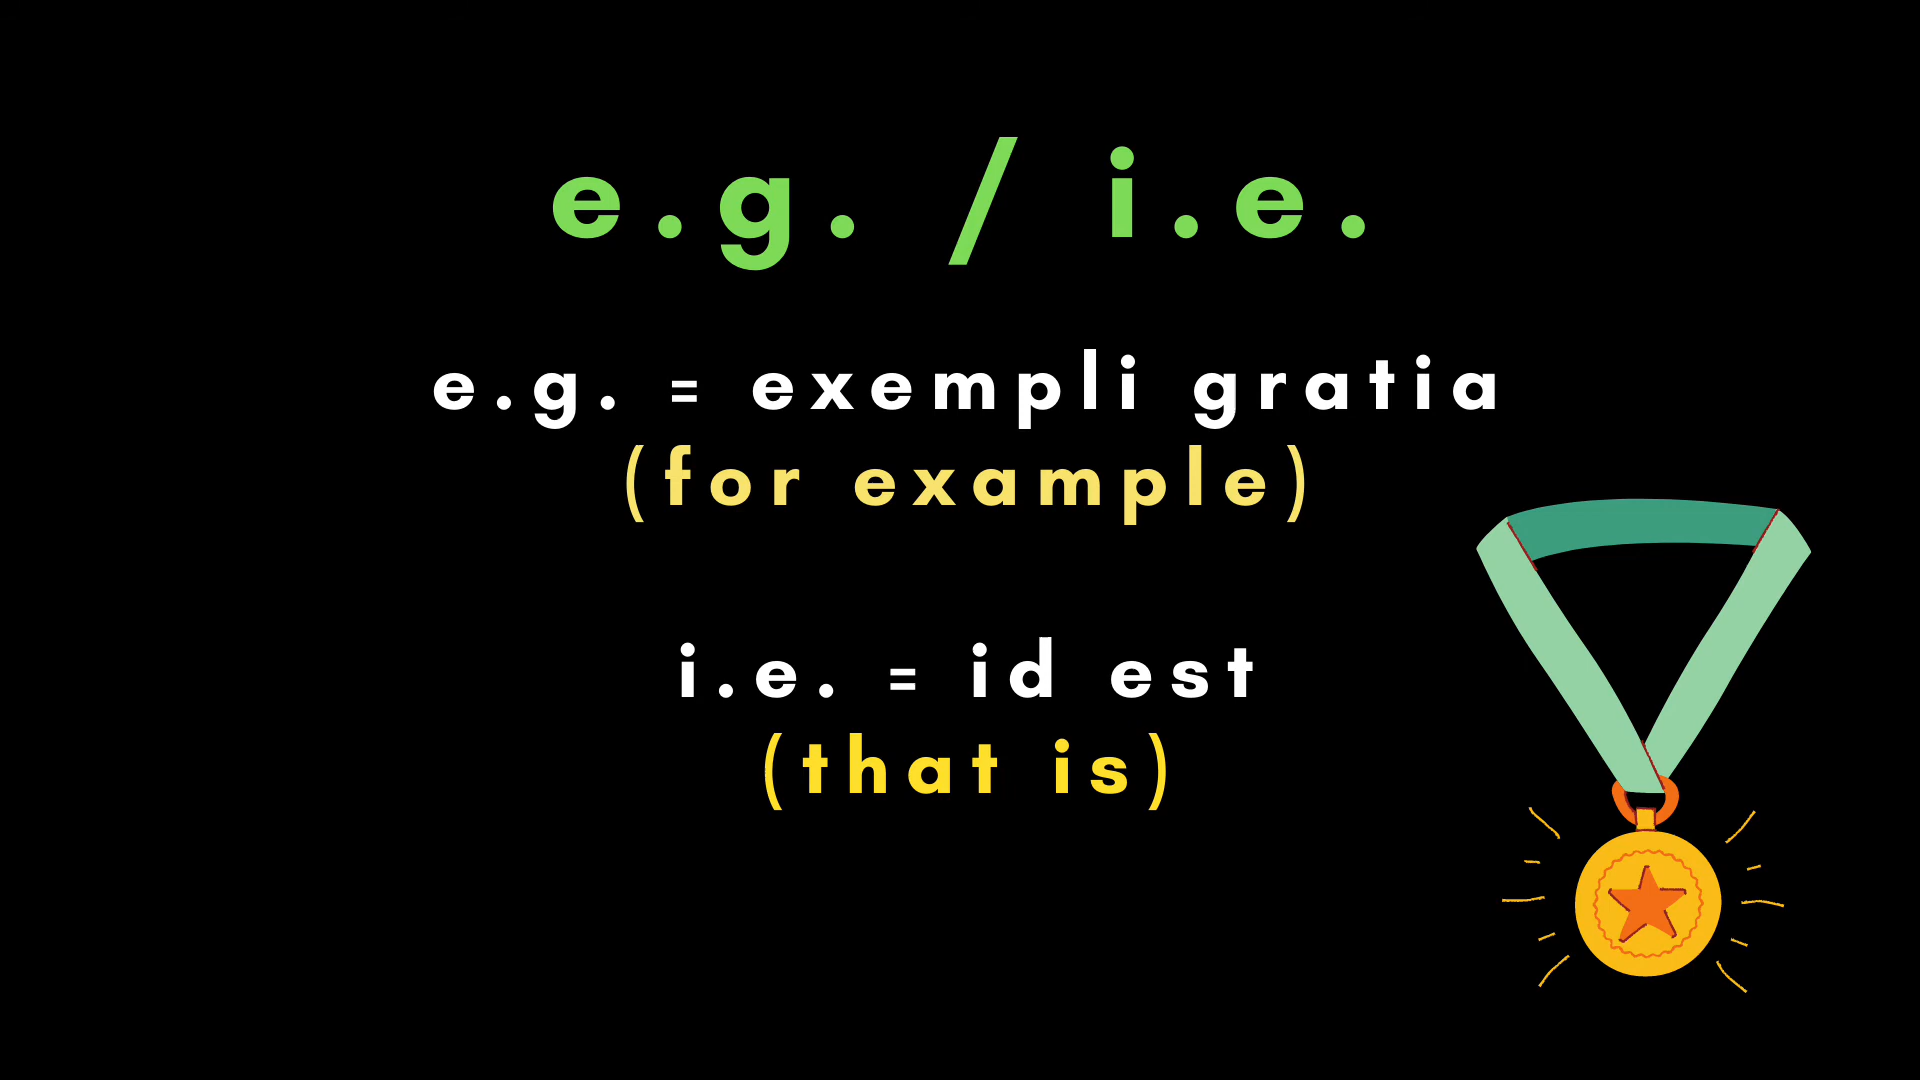 e.g. / i.e.
e.g. = exempli gratia
(for example)
i.e. = id est
(that is)